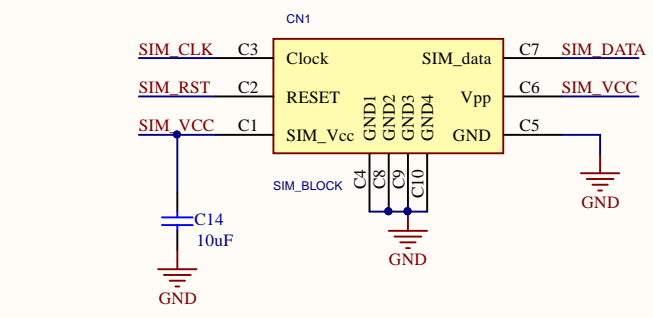 CN1
SIM_CLK C3 Clock SIM_data C7 SIM_DATA
SIM_RST C2 RESET Vpp C6 SIM_VCC
SIM_VCC C1 SIM_Vcc GND C5
GND1
GND2
GND3
GND4
SIM_BLOCK
C4
C8
C9
C10
GND
C14
10uF
GND
GND